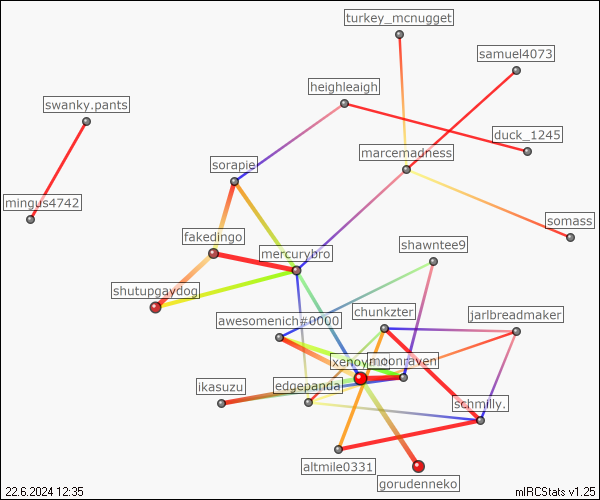 turkey_mcnugget
samuel4073
heighleaigh
swanky.pants
duck_1245
marcemadness
sorapie
mingus4742
somass
fakedingo
shawntee9
mercurybro
shutupgaydog
chunkzter
jarlbreadmaker
awesomenich#0000
moonraven
ikasuzu
edgepanda
schmilly.
altmile0331
gorudenneko
22.6.2024 12:35
mIRCStats v1.25